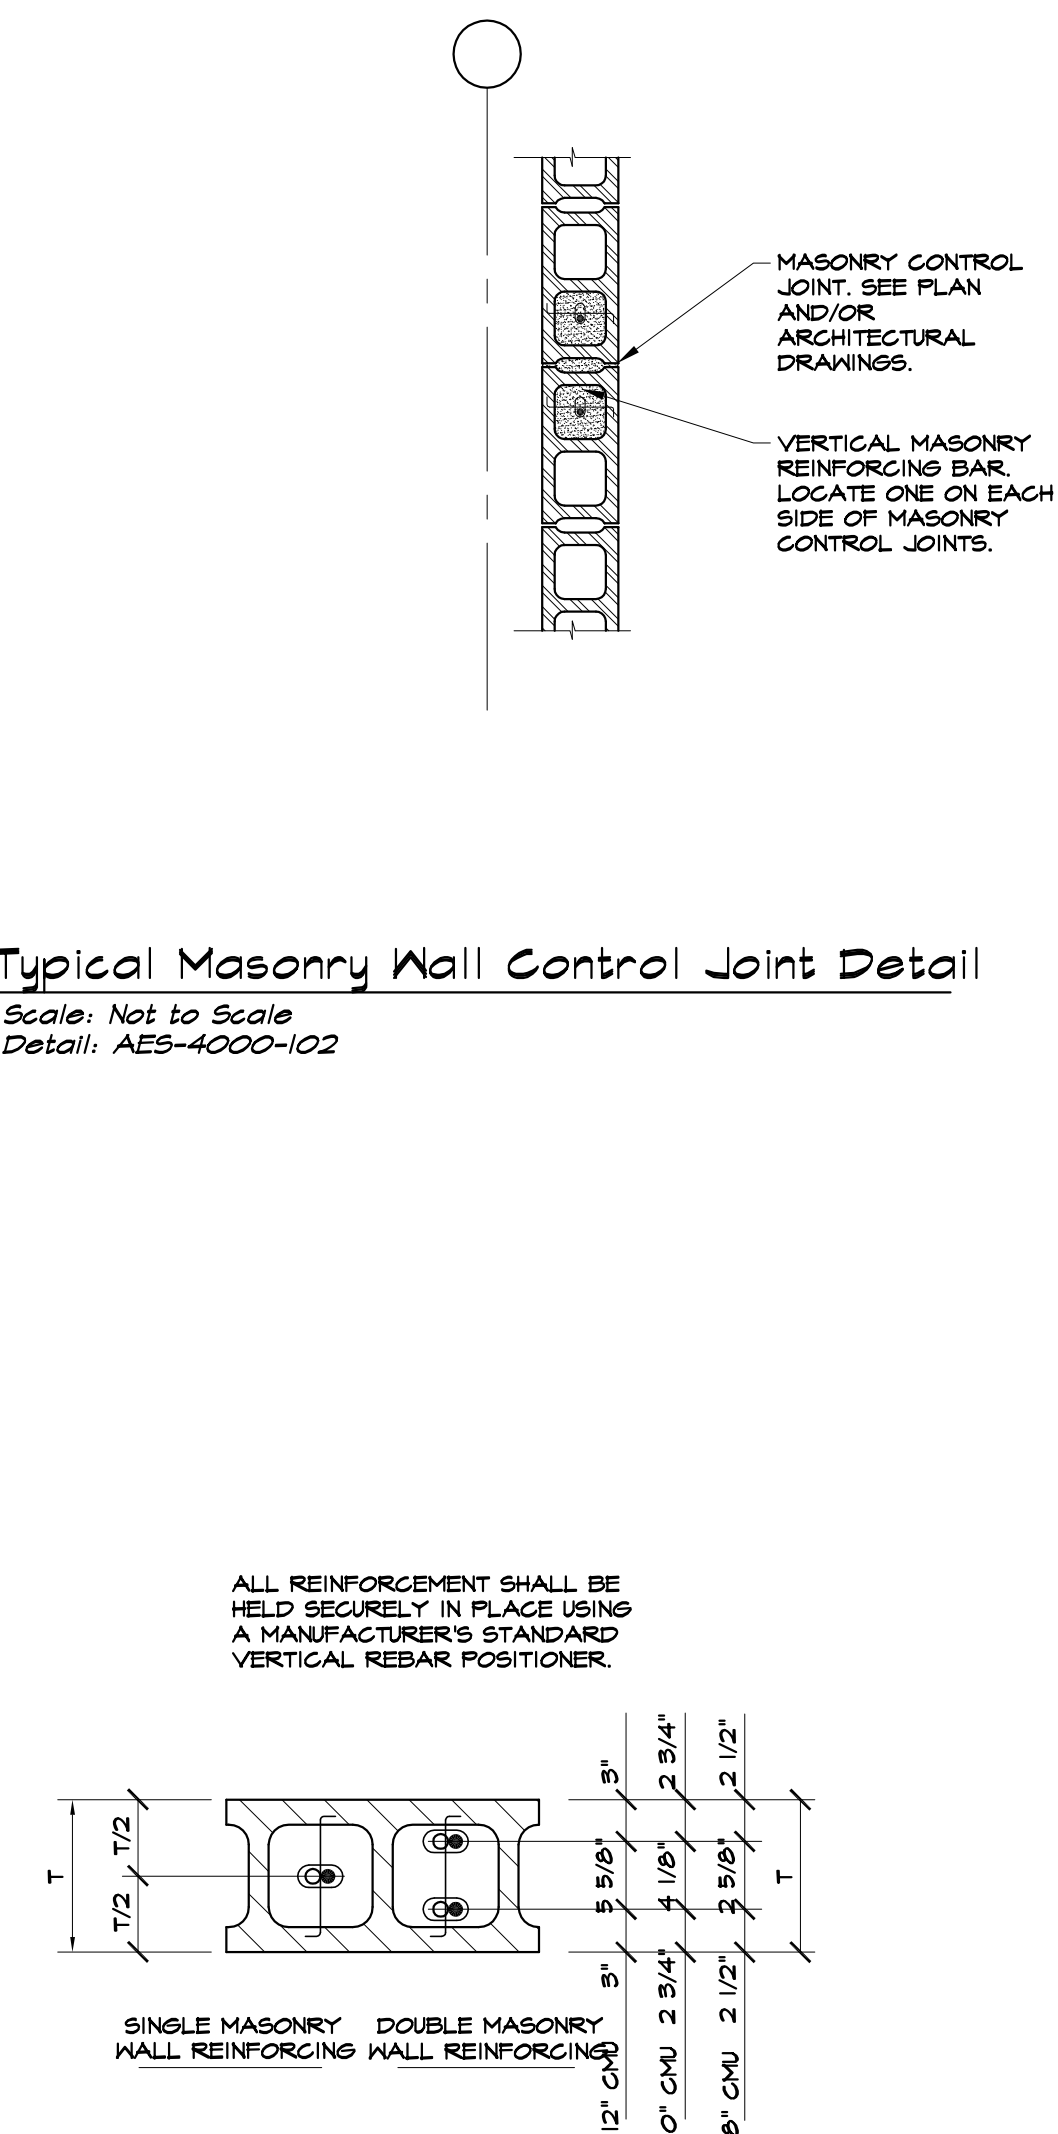 MASONRY CONTROL
JOINT. SEE PLAN
AND/OR
ARCHITECTURAL
DRAWINGS.
VERTICAL MASONRY
REINFORCING BAR.
LOCATE ONE ON EACH
SIDE OF MASONRY
CONTROL JOINTS.
Typical Masonry Wall Control Joint Detail
Scale: Not to Scale
Detail: AES-4000-102
ALL REINFORCEMENT SHALL BE
HELD SECURELY IN PLACE USING
A MANUFACTURER'S STANDARD
VERTICAL REBAR POSITIONER.
T
T/2
T/2
3"
5 5/8"
3"
12" CMU
2 3/4"
4 1/8"
2 3/4"
0" CMU
2 1/2"
2 5/8"
2 1/2"
8" CMU
T
SINGLE MASONRY
WALL REINFORCING
DOUBLE MASONRY
WALL REINFORCING